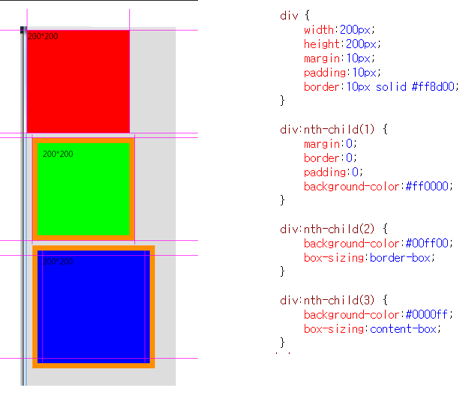 200*200
200*200
200*200
div {
width:200px;
height:200px;
margin:10px;
padding:10px;
border:10px solid #ff8d00;
}
div:nth-child(1) {
margin:0;
border:0;
padding:0;
background-color:#ff0000;
}
div:nth-child(2) {
background-color:#00ff00;
box-sizing:border-box;
}
div:nth-child(3) {
background-color:#0000ff;
box-sizing:content-box;
}